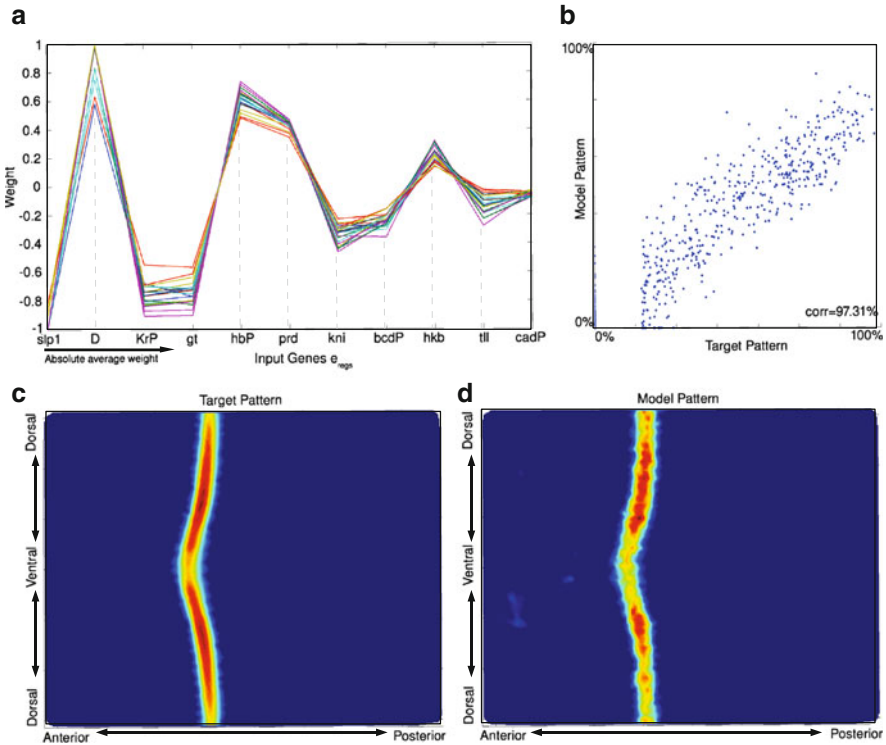 a
b
1
0.8
0.6
0.4
0.2
0
-0.2
-0.4
-0.6
-0.8
-1
Weight
slp1 D KrP gt hbP prd kni bcdP hkb tll cadP
Absolute average weight
Input Genes e_regs
100%
Model Pattern
0%
corr=97.31%
0% 100%
Target Pattern
c
Target Pattern
Dorsal
Ventral
Dorsal
Anterior Posterior
d
Model Pattern
Dorsal
Ventral
Dorsal
Anterior Posterior